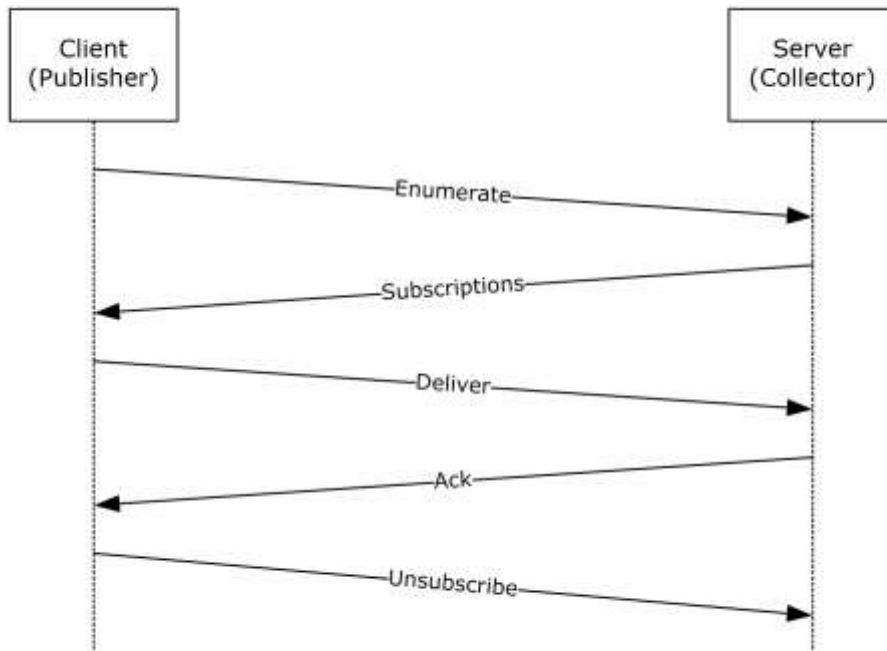 Client
(Publisher)
Server
(Collector)
Enumerate
Subscriptions
Deliver
Ack
Unsubscribe